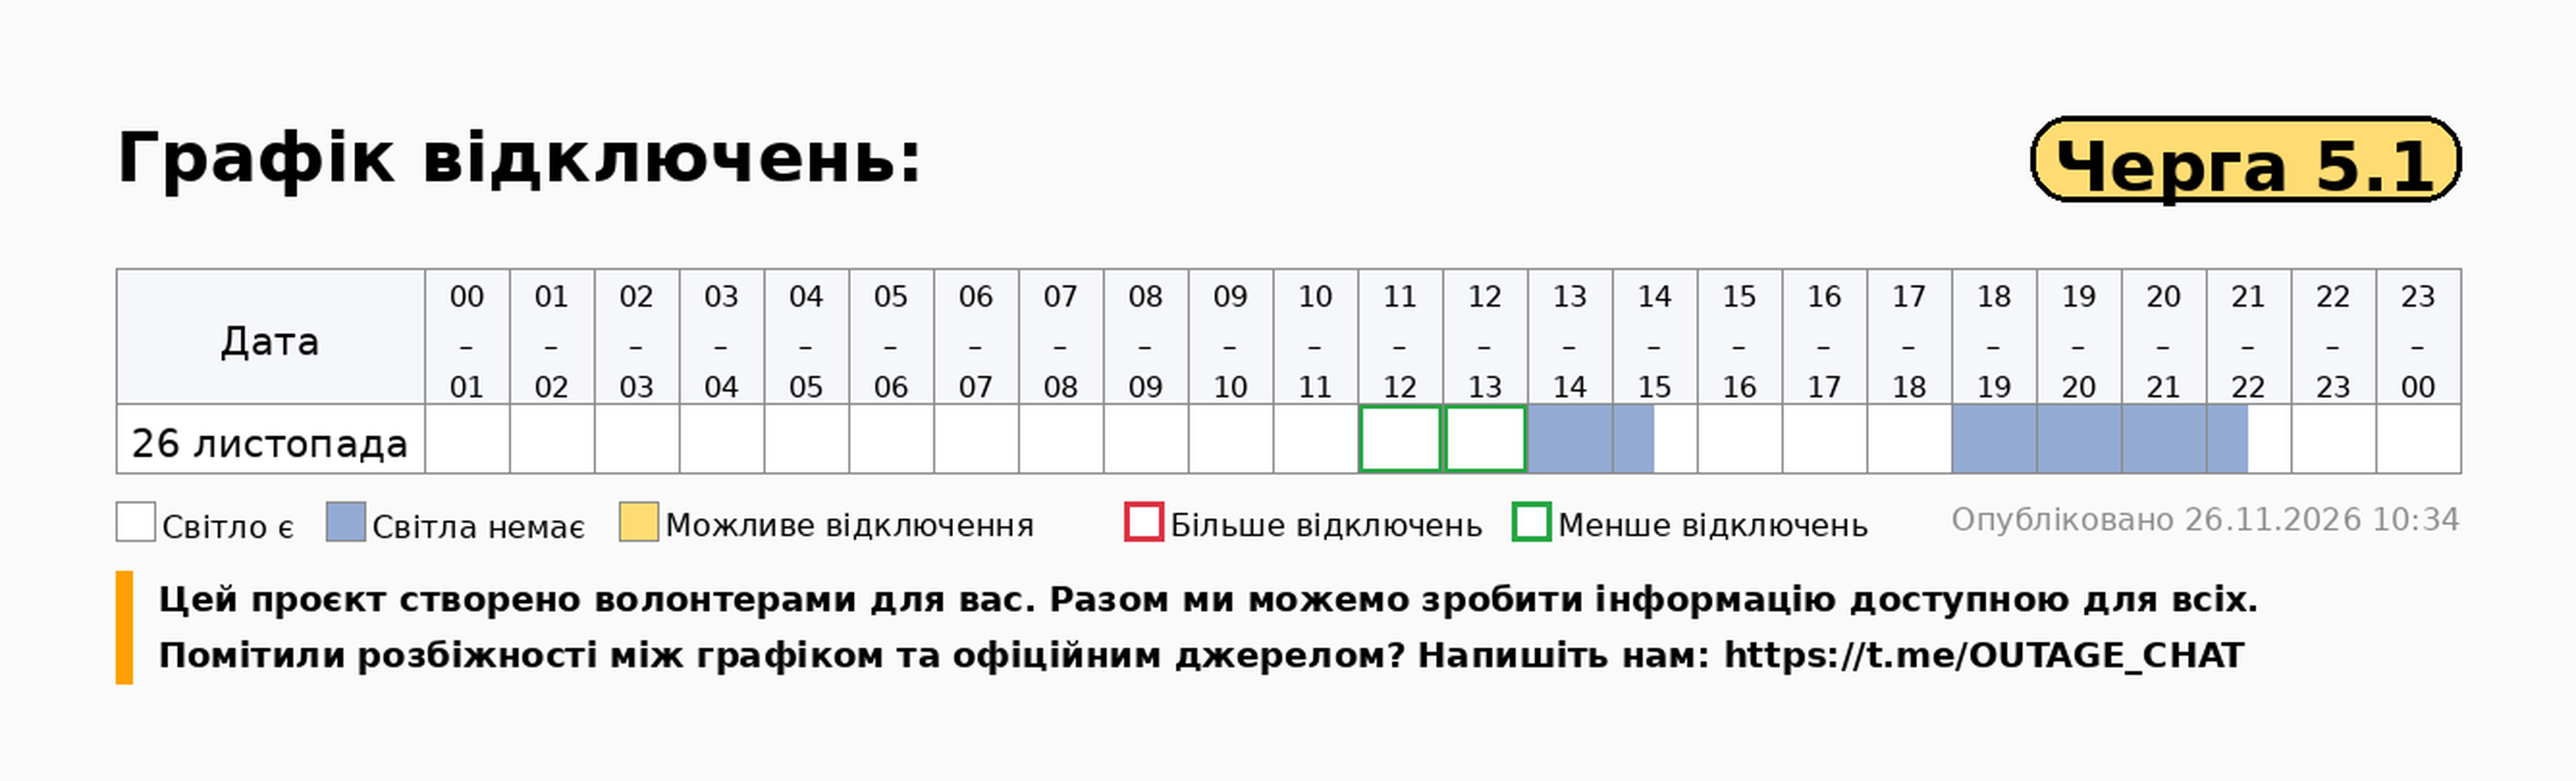 Графік відключень:
Черга 5.1
Дата
00 – 01
01 – 02
02 – 03
03 – 04
04 – 05
05 – 06
06 – 07
07 – 08
08 – 09
09 – 10
10 – 11
11 – 12
12 – 13
13 – 14
14 – 15
15 – 16
16 – 17
17 – 18
18 – 19
19 – 20
20 – 21
21 – 22
22 – 23
23 – 00
26 листопада
Світло є
Світла немає
Можливе відключення
Більше відключень
Менше відключень
Опубліковано 26.11.2026 10:34
Цей проєкт створено волонтерами для вас. Разом ми можемо зробити інформацію доступною для всіх.
Помітили розбіжності між графіком та офіційним джерелом? Напишіть нам: https://t.me/OUTAGE_CHAT